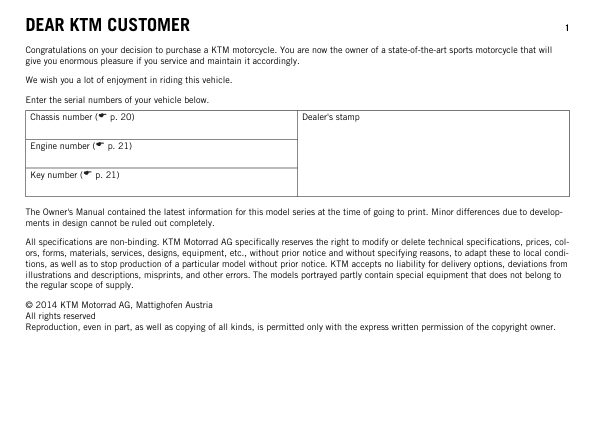 DEAR KTM CUSTOMER
1
Congratulations on your decision to purchase a KTM motorcycle. You are now the owner of a state-of-the-art sports motorcycle that will
give you enormous pleasure if you service and maintain it accordingly.
We wish you a lot of enjoyment in riding this vehicle.
Enter the serial numbers of your vehicle below.
Chassis number (☛ p. 20)
Dealer's stamp
Engine number (☛ p. 21)
Key number (☛ p. 21)
The Owner's Manual contained the latest information for this model series at the time of going to print. Minor differences due to develop-
ments in design cannot be ruled out completely.
All specifications are non-binding. KTM Motorrad AG specifically reserves the right to modify or delete technical specifications, prices, col-
ors, forms, materials, services, designs, equipment, etc., without prior notice and without specifying reasons, to adapt these to local condi-
tions, as well as to stop production of a particular model without prior notice. KTM accepts no liability for delivery options, deviations from
illustrations and descriptions, misprints, and other errors. The models portrayed partly contain special equipment that does not belong to
the regular scope of supply.
© 2014 KTM Motorrad AG, Mattighofen Austria
All rights reserved
Reproduction, even in part, as well as copying of all kinds, is permitted only with the express written permission of the copyright owner.